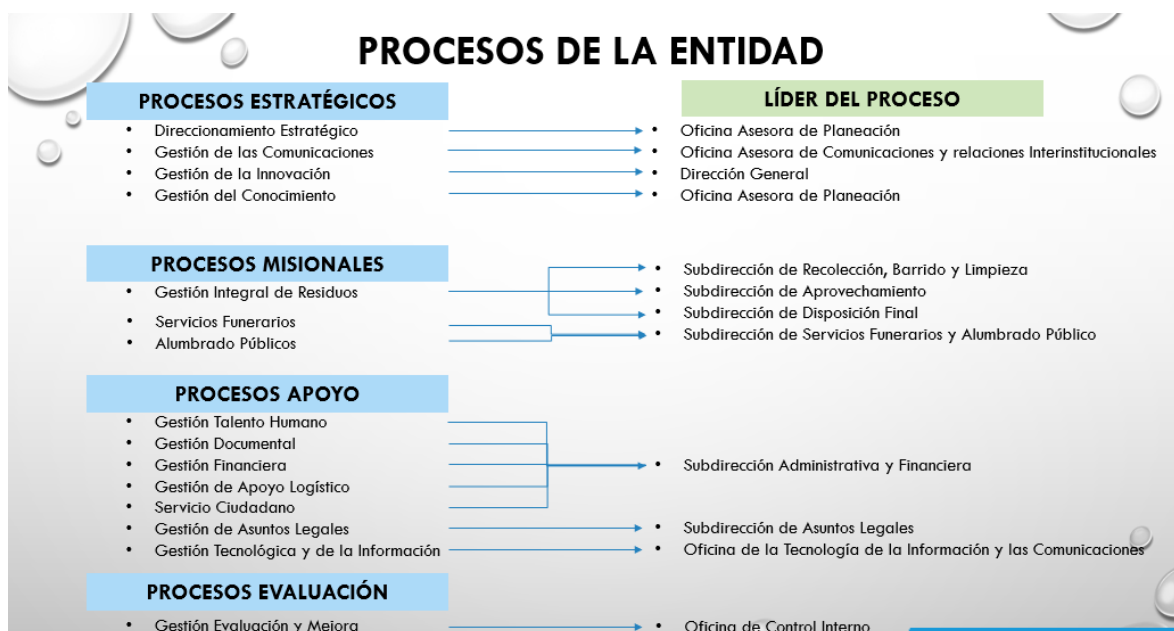 PROCESOS DE LA ENTIDAD
PROCESOS ESTRATÉGICOS
LÍDER DEL PROCESO
• Direccionamiento Estratégico
• Oficina Asesora de Planeación
• Gestión de las Comunicaciones
• Oficina Asesora de Comunicaciones y relaciones Interinstitucionales
• Gestión de la Innovación
• Dirección General
• Gestión del Conocimiento
• Oficina Asesora de Planeación
PROCESOS MISIONALES
• Subdirección de Recolección, Barrido y Limpieza
• Gestión Integral de Residuos
• Subdirección de Aprovechamiento
• Subdirección de Disposición Final
• Servicios Funerarios
• Subdirección de Servicios Funerarios y Alumbrado Público
• Alumbrado Públicos
PROCESOS APOYO
• Gestión Talento Humano
• Gestión Documental
• Gestión Financiera
• Subdirección Administrativa y Financiera
• Gestión de Apoyo Logístico
• Servicio Ciudadano
• Gestión de Asuntos Legales
• Subdirección de Asuntos Legales
• Gestión Tecnológica y de la Información
• Oficina de la Tecnología de la Información y las Comunicaciones
PROCESOS EVALUACIÓN
• Gestión Evaluación y Mejora
• Oficina de Control Interno